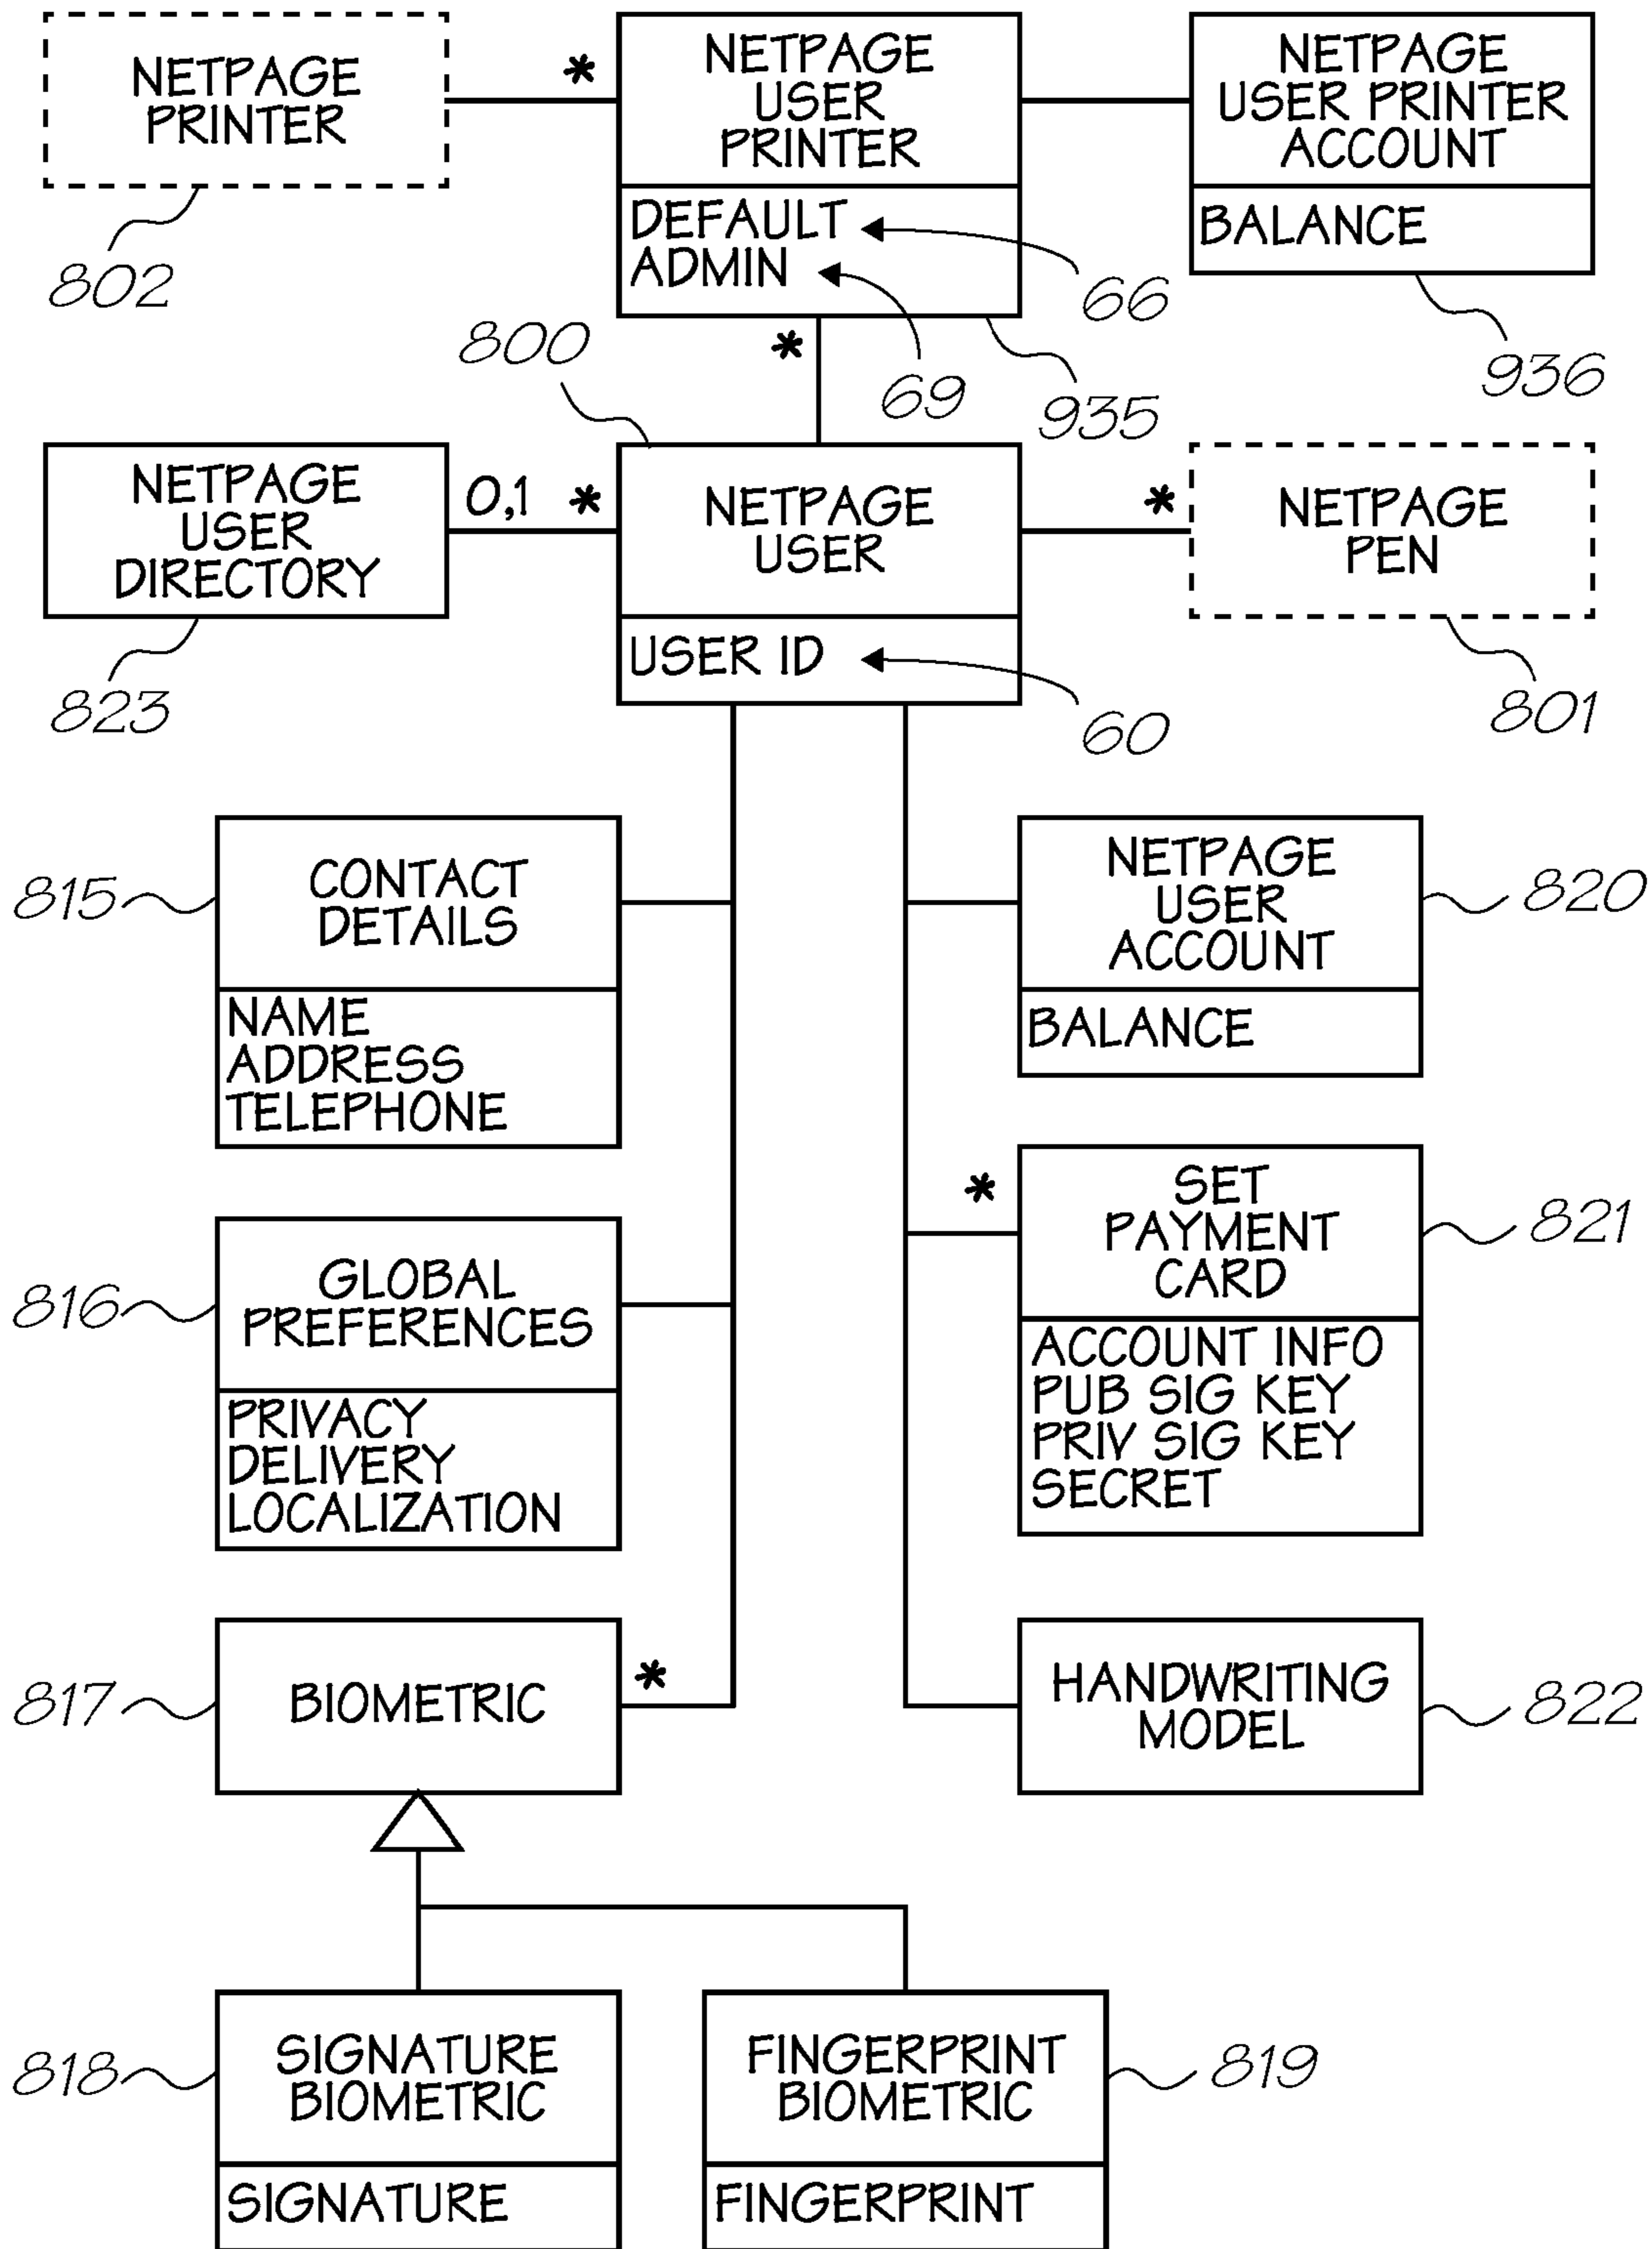 NETPAGE
PRINTER
*
NETPAGE
USER
PRINTER
DEFAULT
ADMIN
NETPAGE
USER PRINTER
ACCOUNT
BALANCE
802
66
69
935
936
800
*
NETPAGE
USER
DIRECTORY
0,1
*
NETPAGE
USER
USER ID
*
NETPAGE
PEN
823
60
801
815
CONTACT
DETAILS
NAME
ADDRESS
TELEPHONE
NETPAGE
USER
ACCOUNT
BALANCE
820
816
GLOBAL
PREFERENCES
PRIVACY
DELIVERY
LOCALIZATION
*
SET
PAYMENT
CARD
ACCOUNT INFO
PUB SIG KEY
PRIV SIG KEY
SECRET
821
817
BIOMETRIC
*
HANDWRITING
MODEL
822
818
SIGNATURE
BIOMETRIC
SIGNATURE
FINGERPRINT
BIOMETRIC
FINGERPRINT
819